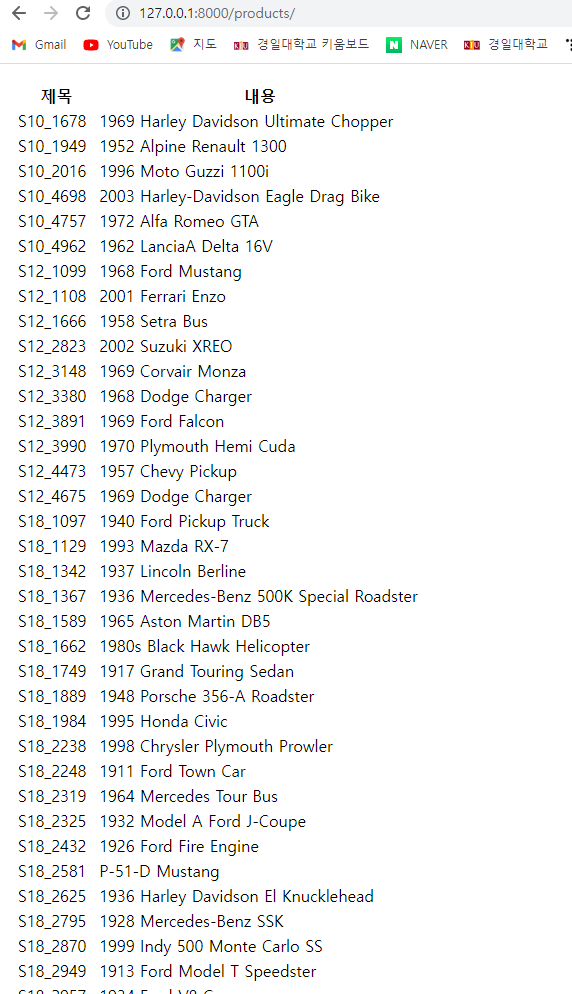 127.0.0.1:8000/products/
Gmail YouTube 지도 경일대학교 키움보드 NAVER 경일대학교
제목 내용
S10_1678 1969 Harley Davidson Ultimate Chopper
S10_1949 1952 Alpine Renault 1300
S10_2016 1996 Moto Guzzi 1100i
S10_4698 2003 Harley-Davidson Eagle Drag Bike
S10_4757 1972 Alfa Romeo GTA
S10_4962 1962 LanciaA Delta 16V
S12_1099 1968 Ford Mustang
S12_1108 2001 Ferrari Enzo
S12_1666 1958 Setra Bus
S12_2823 2002 Suzuki XREO
S12_3148 1969 Corvair Monza
S12_3380 1968 Dodge Charger
S12_3891 1969 Ford Falcon
S12_3990 1970 Plymouth Hemi Cuda
S12_4473 1957 Chevy Pickup
S12_4675 1969 Dodge Charger
S18_1097 1940 Ford Pickup Truck
S18_1129 1993 Mazda RX-7
S18_1342 1937 Lincoln Berline
S18_1367 1936 Mercedes-Benz 500K Special Roadster
S18_1589 1965 Aston Martin DB5
S18_1662 1980s Black Hawk Helicopter
S18_1749 1917 Grand Touring Sedan
S18_1889 1948 Porsche 356-A Roadster
S18_1984 1995 Honda Civic
S18_2238 1998 Chrysler Plymouth Prowler
S18_2248 1911 Ford Town Car
S18_2319 1964 Mercedes Tour Bus
S18_2325 1932 Model A Ford J-Coupe
S18_2432 1926 Ford Fire Engine
S18_2581 P-51-D Mustang
S18_2625 1936 Harley Davidson El Knucklehead
S18_2795 1928 Mercedes-Benz SSK
S18_2870 1999 Indy 500 Monte Carlo SS
S18_2949 1913 Ford Model T Speedster